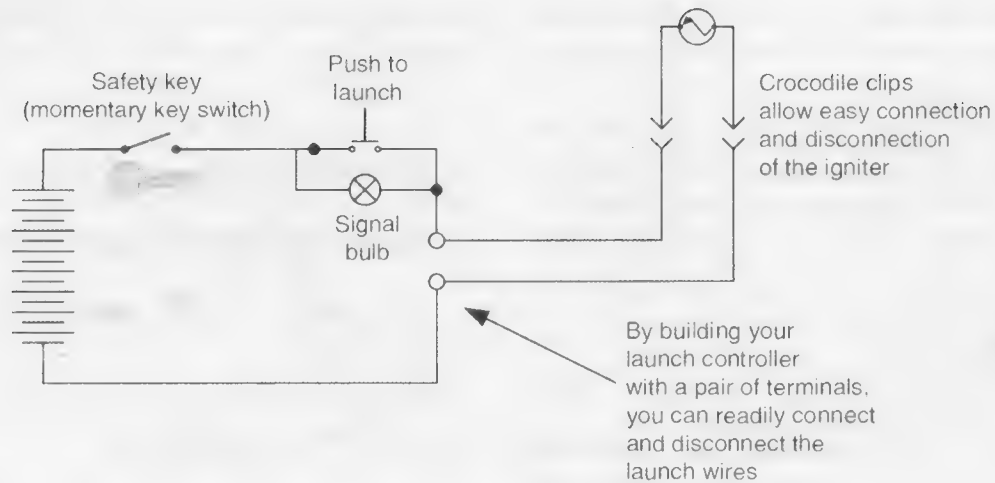 Safety key
(momentary key switch)
Push to
launch
Signal
bulb
Crocodile clips
allow easy connection
and disconnection
of the igniter
By building your
launch controller
with a pair of terminals,
you can readily connect
and disconnect the
launch wires